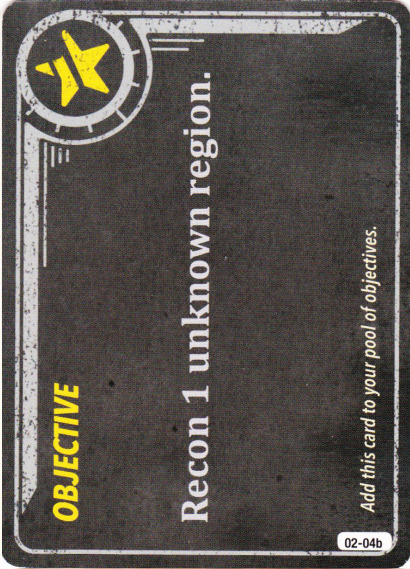 OBJECTIVE
Recon 1 unknown region.
Add this card to your pool of objectives.
02-04b